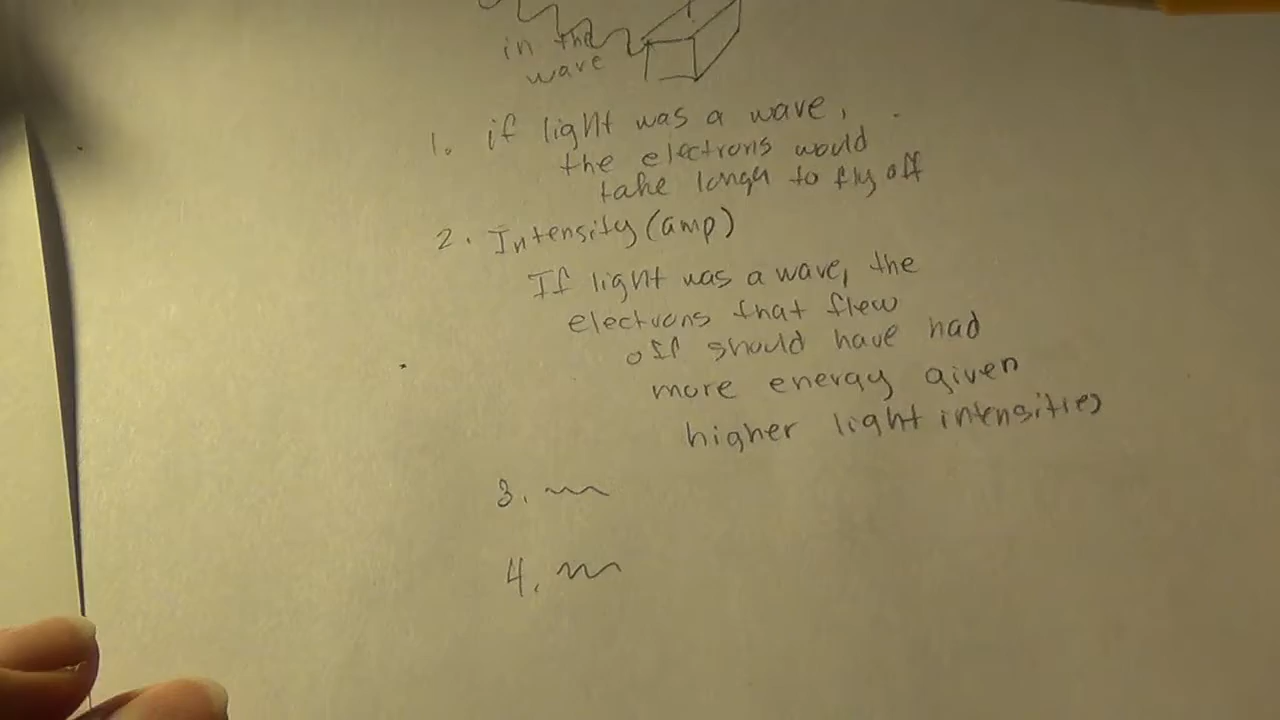 in the
wave
1. if light was a wave,
the electrons would
take longer to fly off
2. Intensity (amp)
If light was a wave, the
electrons that flew
off should have had
more energy given
higher light intensities
3.
4.